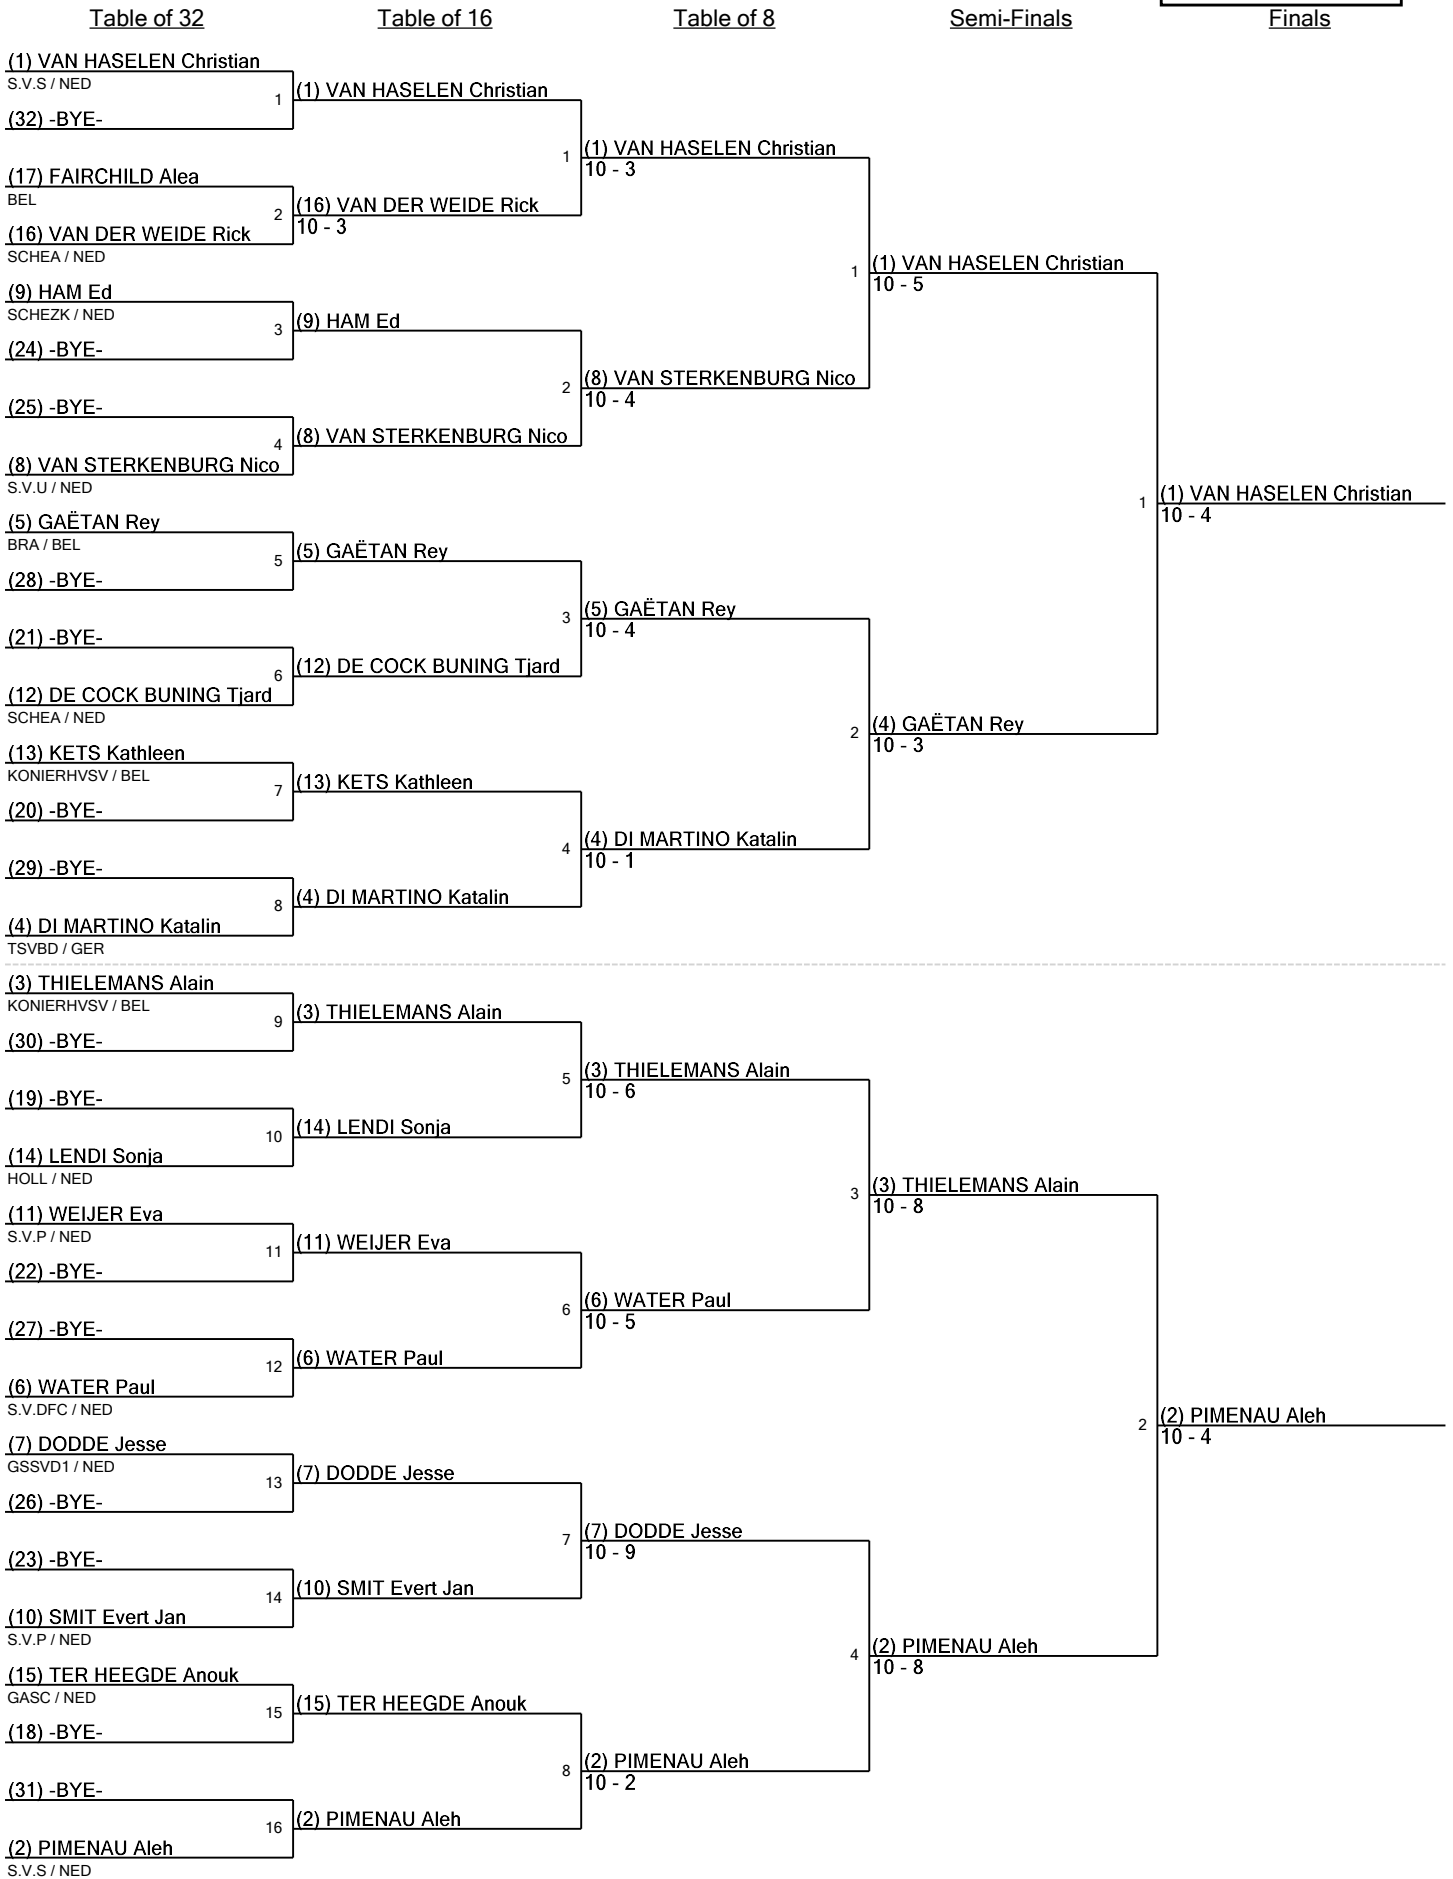 Table of 32
Table of 16
Table of 8
Semi-Finals
Finals
(1) VAN HASELEN Christian
S.V.S / NED
1
(32) -BYE-
(17) FAIRCHILD Alea
BEL
2
(16) VAN DER WEIDE Rick
SCHEA / NED
(9) HAM Ed
SCHEZK / NED
3
(24) -BYE-
(25) -BYE-
4
(8) VAN STERKENBURG Nico
S.V.U / NED
(5) GAËTAN Rey
BRA / BEL
5
(28) -BYE-
(21) -BYE-
6
(12) DE COCK BUNING Tjard
SCHEA / NED
(13) KETS Kathleen
KONIERHVSV / BEL
7
(20) -BYE-
(29) -BYE-
8
(4) DI MARTINO Katalin
TSVBD / GER
(3) THIELEMANS Alain
KONIERHVSV / BEL
9
(30) -BYE-
(19) -BYE-
10
(14) LENDI Sonja
HOLL / NED
(11) WEIJER Eva
S.V.P / NED
11
(22) -BYE-
(27) -BYE-
12
(6) WATER Paul
S.V.DFC / NED
(7) DODDE Jesse
GSSVD1 / NED
13
(26) -BYE-
(23) -BYE-
14
(10) SMIT Evert Jan
S.V.P / NED
(15) TER HEEGDE Anouk
GASC / NED
15
(18) -BYE-
(31) -BYE-
16
(2) PIMENAU Aleh
S.V.S / NED
(1) VAN HASELEN Christian
1
(16) VAN DER WEIDE Rick
10 - 3
(9) HAM Ed
2
(8) VAN STERKENBURG Nico
(5) GAËTAN Rey
3
(12) DE COCK BUNING Tjard
(13) KETS Kathleen
4
(4) DI MARTINO Katalin
(3) THIELEMANS Alain
5
(14) LENDI Sonja
(11) WEIJER Eva
6
(6) WATER Paul
(7) DODDE Jesse
7
(10) SMIT Evert Jan
(15) TER HEEGDE Anouk
8
(2) PIMENAU Aleh
(1) VAN HASELEN Christian
10 - 3
1
(8) VAN STERKENBURG Nico
10 - 4
(5) GAËTAN Rey
10 - 4
2
(4) DI MARTINO Katalin
10 - 1
(3) THIELEMANS Alain
10 - 6
3
(6) WATER Paul
10 - 5
(7) DODDE Jesse
10 - 9
4
(2) PIMENAU Aleh
10 - 2
(1) VAN HASELEN Christian
10 - 5
1
(4) GAËTAN Rey
10 - 3
(3) THIELEMANS Alain
10 - 8
2
(2) PIMENAU Aleh
10 - 8
(1) VAN HASELEN Christian
10 - 4
(2) PIMENAU Aleh
10 - 4